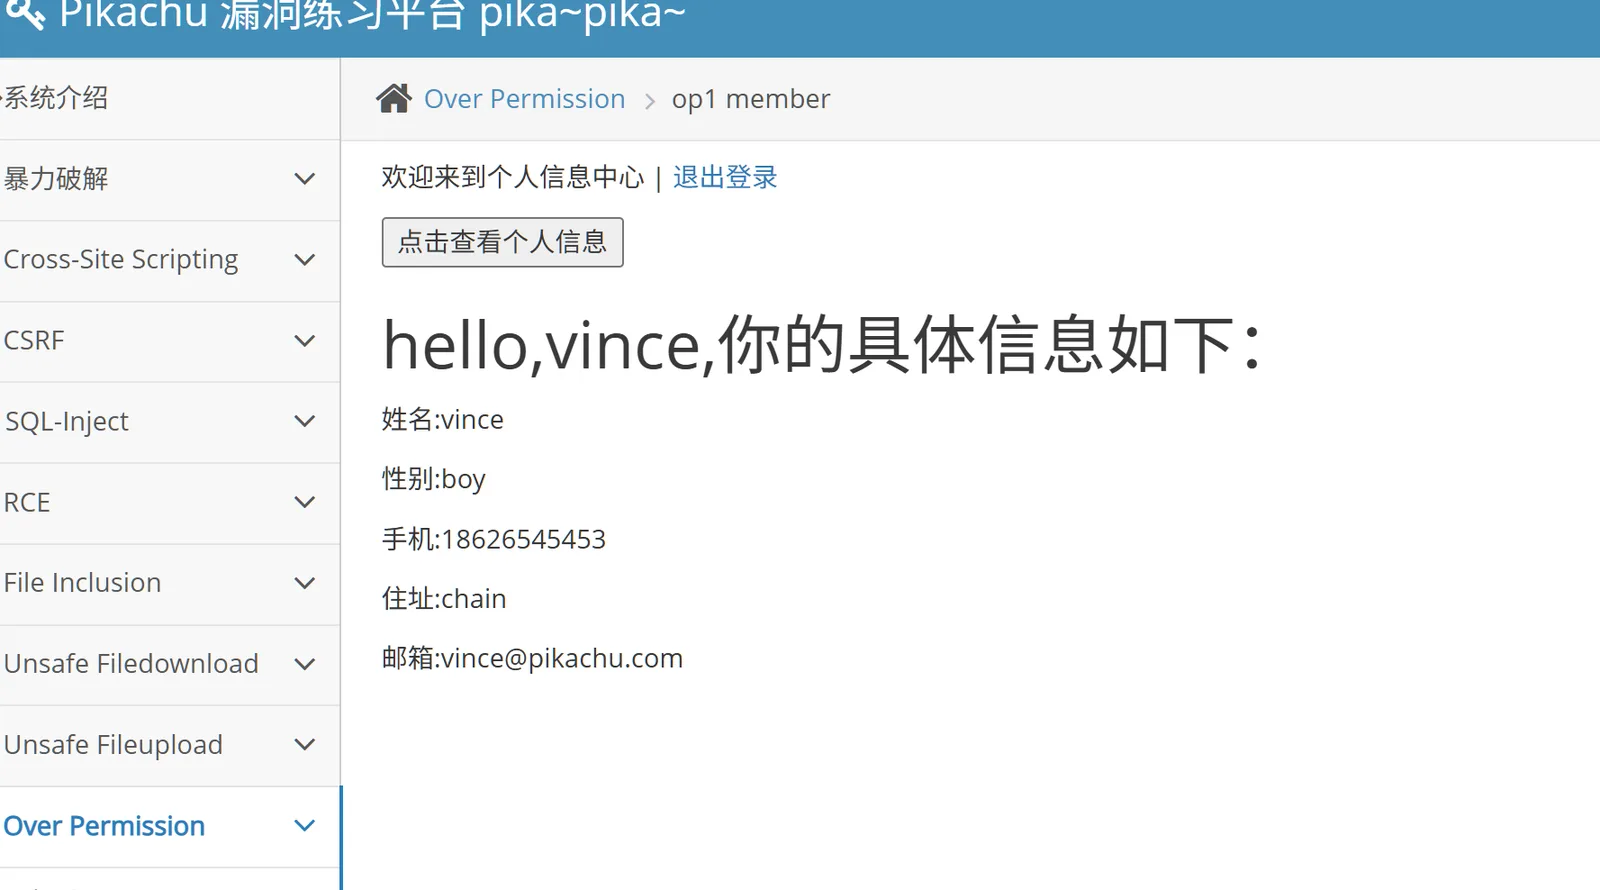 Pikachu 漏洞练习平台 pika~pika~
系统介绍
暴力破解
Cross-Site Scripting
CSRF
SQL-Inject
RCE
File Inclusion
Unsafe Filedownload
Unsafe Fileupload
Over Permission
Over Permission > op1 member
欢迎来到个人信息中心 | 退出登录
点击查看个人信息
hello,vince,你的具体信息如下：
姓名:vince
性别:boy
手机:18626545453
住址:chain
邮箱:vince@pikachu.com